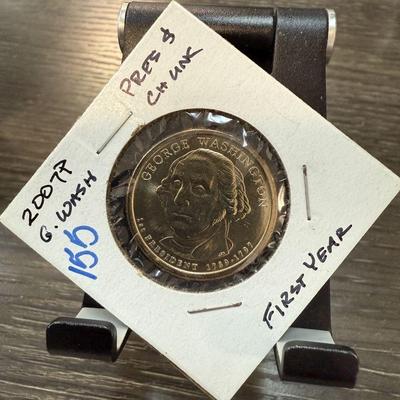 PRES $
CH UNC
2007P
G. WASH
155
GEORGE WASHINGTON
1st PRESIDENT 1789-1797
FIRST YEAR